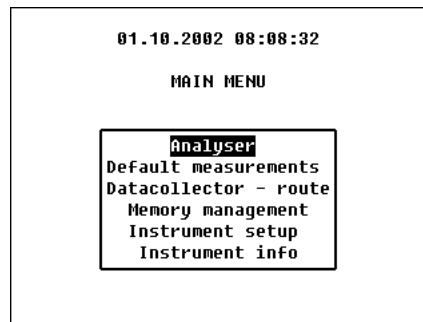 01.10.2002 08:08:32
MAIN MENU
Analyser
Default measurements
Datacollector - route
Memory management
Instrument setup
Instrument info